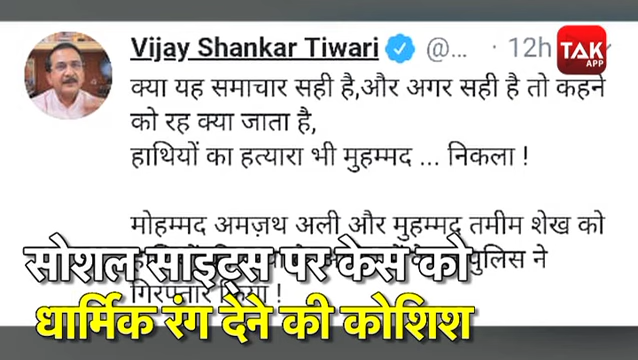 Vijay Shankar Tiwari @... · 12h
TAK
APP
क्या यह समाचार सही है,और अगर सही है तो कहने
को रह क्या जाता है,
हाथियों का हत्यारा भी मुहम्मद ... निकला !
मोहम्मद अमज़थ अली और मुहम्मद तमीम शेख को
पुलिस ने
गिरफ्तार किया !
सोशल साइट्स पर केस को
धार्मिक रंग देने की कोशिश